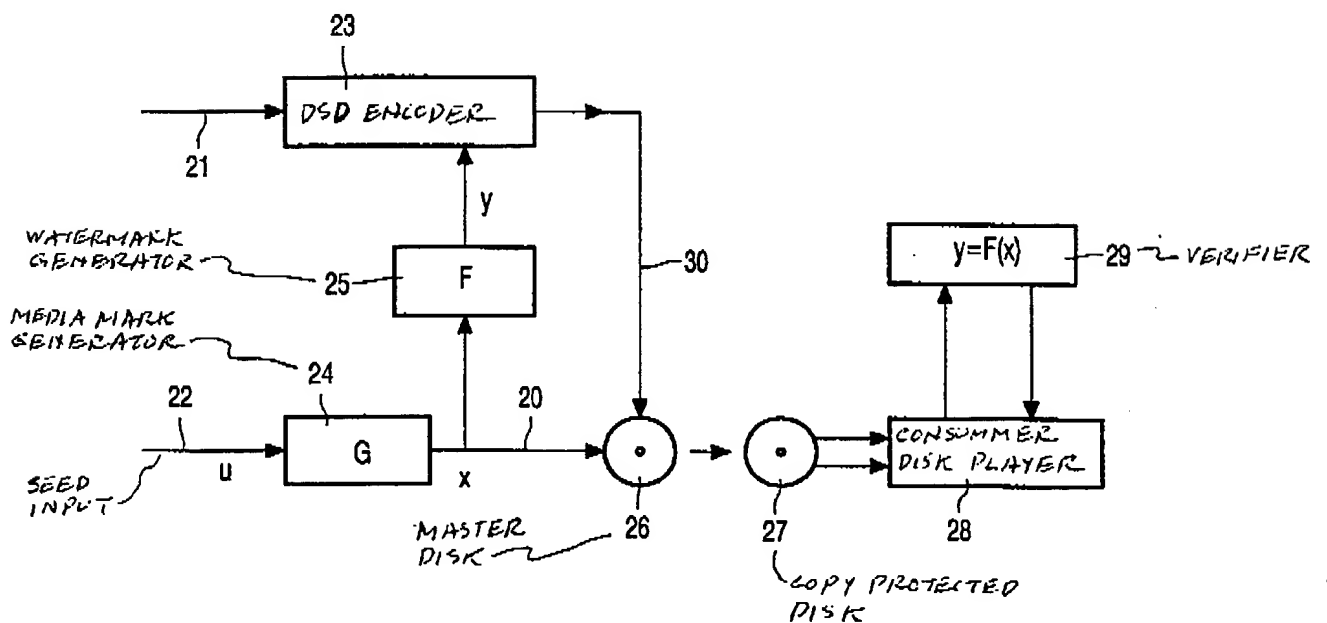 23
DSD ENCODER
21
y
WATERMARK
GENERATOR
25
F
30
y=F(x)
29
VERIFIER
MEDIA MARK
GENERATOR
24
22
20
G
u
x
SEED
INPUT
CONSUMMER
DISK PLAYER
MASTER
DISK
26
27
28
COPY PROTECTED
DISK